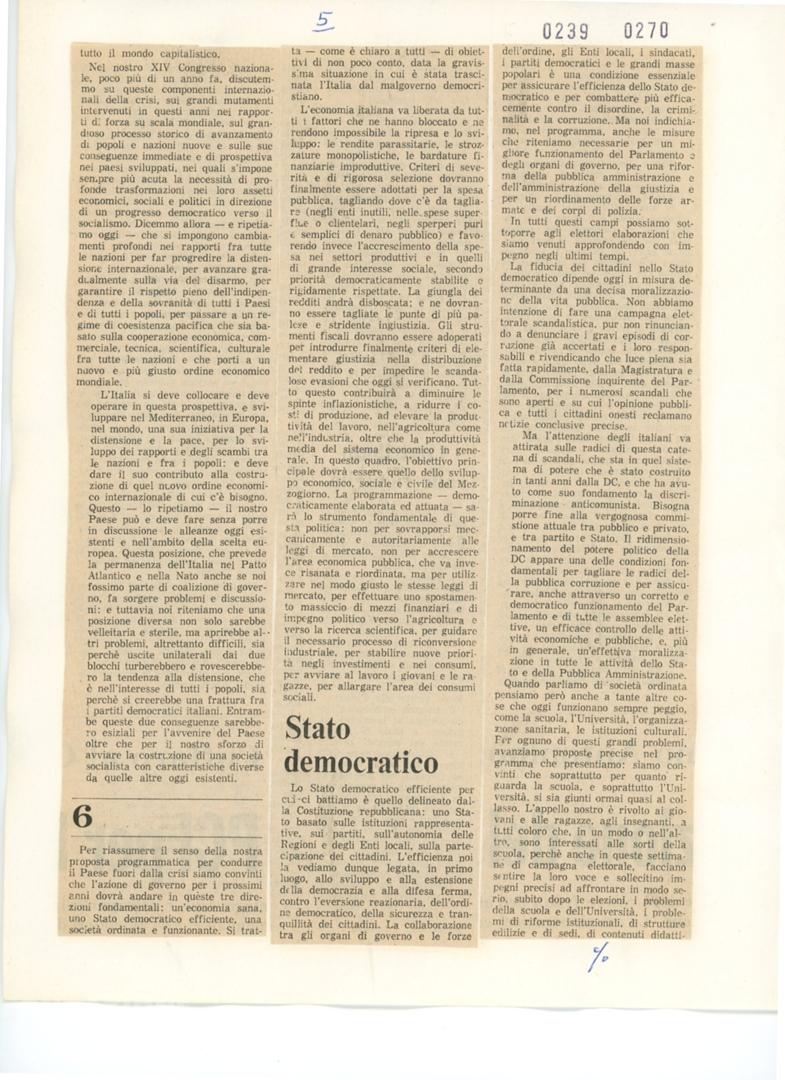 5
0239 0270
tutto il mondo capitalistico.
Nel nostro XIV Congresso naziona-
le, poco più di un anno fa, discutem-
mo su queste componenti internazio-
nali della crisi, sui grandi mutamenti
intervenuti in questi anni nei rappor-
ti di forza su scala mondiale, sul gran-
dioso processo storico di avanzamento
di popoli e nazioni nuove e sulle sue
conseguenze immediate e di prospettiva
nei paesi sviluppati, nei quali s'impone
sempre più acuta la necessità di pro-
fonde trasformazioni nei loro assetti
economici, sociali e politici in direzione
di un progresso democratico verso il
socialismo. Dicemmo allora — e ripetia-
mo oggi — che si impongono cambia-
menti profondi nei rapporti fra tutte
le nazioni per far progredire la disten-
sione internazionale, per avanzare gra-
dualmente sulla via del disarmo, per
garantire il rispetto pieno dell'indipen-
denza e della sovranità di tutti i Paesi
e di tutti i popoli, per passare a un re-
gime di coesistenza pacifica che sia ba-
sato sulla cooperazione economica, com-
merciale, tecnica, scientifica, culturale
fra tutte le nazioni e che porti a un
nuovo e più giusto ordine economico
mondiale.
L'Italia si deve collocare e deve
operare in questa prospettiva, e svi-
luppare nel Mediterraneo, in Europa,
nel mondo, una sua iniziativa per la
distensione e la pace, per lo svi-
luppo dei rapporti e degli scambi tra
le nazioni e fra i popoli: e deve
dare il suo contributo alla costru-
zione di quel nuovo ordine economi-
co internazionale di cui c'è bisogno.
Questo — lo ripetiamo — il nostro
Paese può e deve fare senza porre
in discussione le alleanze oggi esi-
stenti e nell'ambito della scelta eu-
ropea. Questa posizione, che prevede
la permanenza dell'Italia nel Patto
Atlantico e nella Nato anche se noi
fossimo parte di coalizione di gover-
no, fa sorgere problemi e discussio-
ni: e tuttavia noi riteniamo che una
posizione diversa non solo sarebbe
velleitaria e sterile, ma aprirebbe al-
tri problemi, altrettanto difficili, sia
perchè uscite unilaterali dai due
blocchi turberebbero e rovescerebbe-
ro la tendenza alla distensione, che
è nell'interesse di tutti i popoli, sia
perchè si creerebbe una frattura fra
i partiti democratici italiani. Entram-
be queste due conseguenze sarebbe-
ro esiziali per l'avvenire del Paese
oltre che per il nostro sforzo di
avviare la costruzione di una società
socialista con caratteristiche diverse
da quelle altre oggi esistenti.
6
Per riassumere il senso della nostra
proposta programmatica per condurre
il Paese fuori dalla crisi siamo convinti
che l'azione di governo per i prossimi
anni dovrà andare in queste tre dire-
zioni fondamentali: un'economia sana,
uno Stato democratico efficiente, una
società ordinata e funzionante. Si trat-
ta — come è chiaro a tutti — di obiet-
tivi di non poco conto, data la gravis-
sima situazione in cui è stata trasci-
nata l'Italia dal malgoverno democri-
stiano.
L'economia italiana va liberata da tut-
ti i fattori che ne hanno bloccato e ne
rendono impossibile la ripresa e lo svi-
luppo: le rendite parassitarie, le stroz-
zature monopolistiche, le bardature fi-
nanziarie improduttive. Criteri di seve-
rità e di rigorosa selezione dovranno
finalmente essere adottati per la spesa
pubblica, tagliando dove c'è da taglia-
re (negli enti inutili, nelle spese super-
flue o clientelari, negli sperperi puri
e semplici di denaro pubblico) e favo-
rendo invece l'accrescimento della spe-
sa nei settori produttivi e in quelli
di grande interesse sociale, secondo
priorità democraticamente stabilite e
rigidamente rispettate. La giungla dei
redditi andrà disboscata; e ne dovran-
no essere tagliate le punte di più pa-
lese e stridente ingiustizia. Gli stru-
menti fiscali dovranno essere adoperati
per introdurre finalmente criteri di ele-
mentare giustizia nella distribuzione
del reddito e per impedire le scanda-
lose evasioni che oggi si verificano. Tut-
to questo contribuirà a diminuire le
spinte inflazionistiche, a ridurre i co-
sti di produzione, ad elevare la produt-
tività del lavoro, nell'agricoltura come
nell'industria, oltre che la produttività
media del sistema economico in gene-
rale. In questo quadro, l'obiettivo prin-
cipale dovrà essere quello dello svilup-
po economico, sociale e civile del Mez-
zogiorno. La programmazione — demo-
craticamente elaborata ed attuata — sa-
rà lo strumento fondamentale di que-
sta politica: non per sovrapporsi mec-
canicamente e autoritariamente alle
leggi di mercato, non per accrescere
l'area economica pubblica, che va inve-
ce risanata e riordinata, ma per utiliz-
zare nel modo giusto le stesse leggi di
mercato, per effettuare uno spostamen-
to massiccio di mezzi finanziari e di
impegno politico verso l'agricoltura e
verso la ricerca scientifica, per guidare
il necessario processo di riconversione
industriale, per stabilire nuove priori-
tà negli investimenti e nei consumi,
per avviare al lavoro i giovani e le ra-
gazze, per allargare l'area dei consumi
sociali.
Stato
democratico
Lo Stato democratico efficiente per
cui ci battiamo è quello delineato dal-
la Costituzione repubblicana: uno Sta-
to basato sulle istituzioni rappresenta-
tive, sui partiti, sull'autonomia delle
Regioni e degli Enti locali, sulla parte-
cipazione dei cittadini. L'efficienza noi
la vediamo dunque legata, in primo
luogo, allo sviluppo e alla estensione
della democrazia e alla difesa ferma,
contro l'eversione reazionaria, dell'ordi-
ne democratico, della sicurezza e tran-
quillità dei cittadini. La collaborazione
tra gli organi di governo e le forze
dell'ordine, gli Enti locali, i sindacati,
i partiti democratici e le grandi masse
popolari è una condizione essenziale
per assicurare l'efficienza dello Stato de-
mocratico e per combattere più effica-
cemente contro il disordine, la crimi-
nalità e la corruzione. Ma noi indichia-
mo, nel programma, anche le misure
che riteniamo necessarie per un mi-
gliore funzionamento del Parlamento e
degli organi di governo, per una rifor-
ma della pubblica amministrazione e
dell'amministrazione della giustizia e
per un riordinamento delle forze ar-
mate e dei corpi di polizia.
In tutti questi campi possiamo sot-
toporre agli elettori elaborazioni che
siamo venuti approfondendo con im-
pegno negli ultimi tempi.
La fiducia dei cittadini nello Stato
democratico dipende oggi in misura de-
terminante da una decisa moralizzazio-
ne della vita pubblica. Non abbiamo
intenzione di fare una campagna elet-
torale scandalistica, pur non rinuncian-
do a denunciare i gravi episodi di cor-
ruzione già accertati e i loro respon-
sabili e rivendicando che luce piena sia
fatta rapidamente, dalla Magistratura e
dalla Commissione inquirente del Par-
lamento, per i numerosi scandali che
sono aperti e su cui l'opinione pubbli-
ca e tutti i cittadini onesti reclamano
notizie conclusive precise.
Ma l'attenzione degli italiani va
attirata sulle radici di questa cate-
na di scandali, che sta in quel siste-
ma di potere che è stato costruito
in tanti anni dalla DC, e che ha avu-
to come suo fondamento la discri-
minazione anticomunista. Bisogna
porre fine alla vergognosa commi-
stione attuale tra pubblico e privato,
e tra partito e Stato. Il ridimensio-
namento del potere politico della
DC appare una delle condizioni fon-
damentali per tagliare le radici del-
la pubblica corruzione e per assicu-
rare, anche attraverso un corretto e
democratico funzionamento del Par-
lamento e di tutte le assemblee elet-
tive, un efficace controllo delle atti-
vità economiche e pubbliche, e, più
in generale, un'effettiva moralizza-
zione in tutte le attività dello Sta-
to e della Pubblica Amministrazione.
Quando parliamo di società ordinata
pensiamo però anche a tante altre co-
se che oggi funzionano sempre peggio,
come la scuola, l'Università, l'organizza-
zione sanitaria, le istituzioni culturali.
Per ognuno di questi grandi problemi,
avanziamo proposte precise nel pro-
gramma che presentiamo: siamo con-
vinti che soprattutto per quanto ri-
guarda la scuola, e soprattutto l'Uni-
versità, si sia giunti ormai quasi al col-
lasso. L'appello nostro è rivolto ai gio-
vani e alle ragazze, agli insegnanti, a
tutti coloro che, in un modo o nell'al-
tro, sono interessati alle sorti della
scuola, perchè anche in queste settima-
ne di campagna elettorale, facciano
sentire la loro voce e sollecitino im-
pegni precisi ad affrontare in modo se-
rio, subito dopo le elezioni, i problemi
della scuola e dell'Università, i proble-
mi di riforme istituzionali, di strutture
edilizie e di sedi, di contenuti didatti-
%